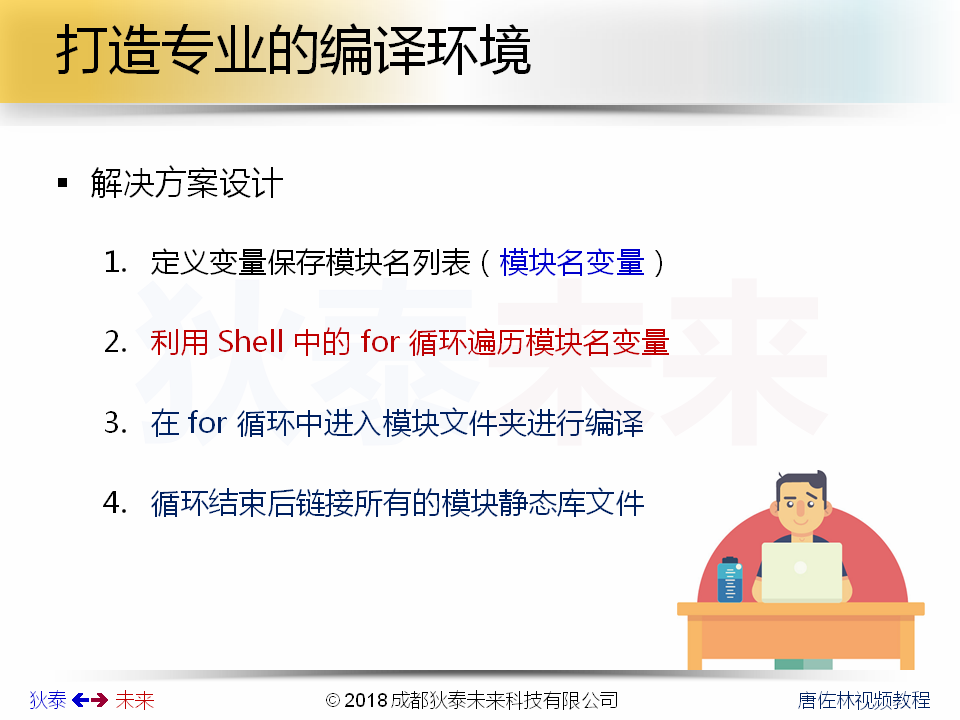 打造专业的编译环境
▪ 解决方案设计
1. 定义变量保存模块名列表（模块名变量）
2. 利用 Shell 中的 for 循环遍历模块名变量
狄泰未来
3. 在 for 循环中进入模块文件夹进行编译
4. 循环结束后链接所有的模块静态库文件
狄泰 未来
© 2018 成都狄泰未来科技有限公司
唐佐林视频教程